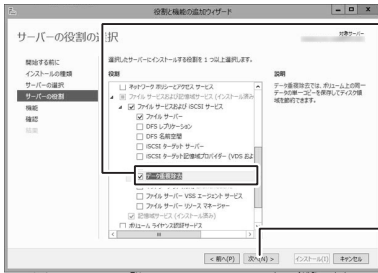 役割と機能の追加ウィザード
サーバーの役割の選択
対象サーバー
開始する前に
インストールの種類
サーバーの選択
サーバーの役割
機能
確認
結果
選択したサーバーにインストールする役割を 1 つ以上選択します。
役割
ネットワーク ポリシーとアクセス サービス
ファイル サービスおよび記憶域サービス (インストール済み)
ファイル サービスおよび iSCSI サービス
ファイル サーバー
DFS レプリケーション
DFS 名前空間
iSCSI ターゲット サーバー
iSCSI ターゲット記憶域プロバイダー (VDS およ
データ重複除去
ファイル サーバー VSS エージェント サービス
ファイル サーバー リソース マネージャー
記憶域サービス (インストール済み)
ボリューム ライセンス認証サービス
説明
データ重複除去では、ボリューム上の同一データの単一コピーを保存してディスク領域を節約できます。
< 前へ(P)
次へ(N) >
インストール(I)
キャンセル